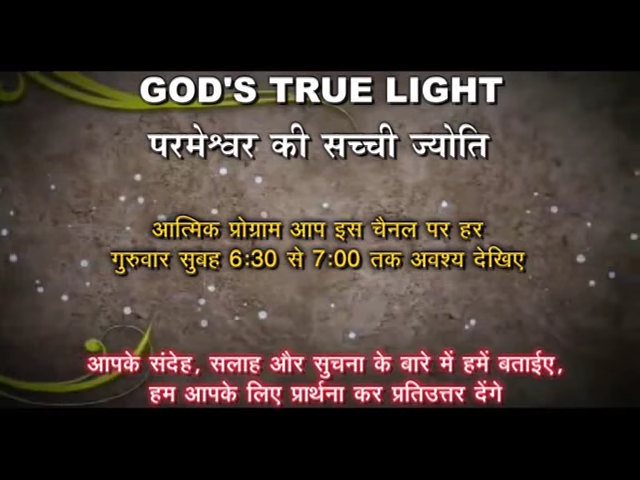 GOD'S TRUE LIGHT
परमेश्वर की सच्ची ज्योति
आत्मिक प्रोग्राम आप इस चैनल पर हर
गुरुवार सुबह 6:30 से 7:00 तक अवश्य देखिए
आपके संदेह, सलाह और सुचना के बारे में हमें बताईए,
हम आपके लिए प्रार्थना कर प्रतिउत्तर देंगे